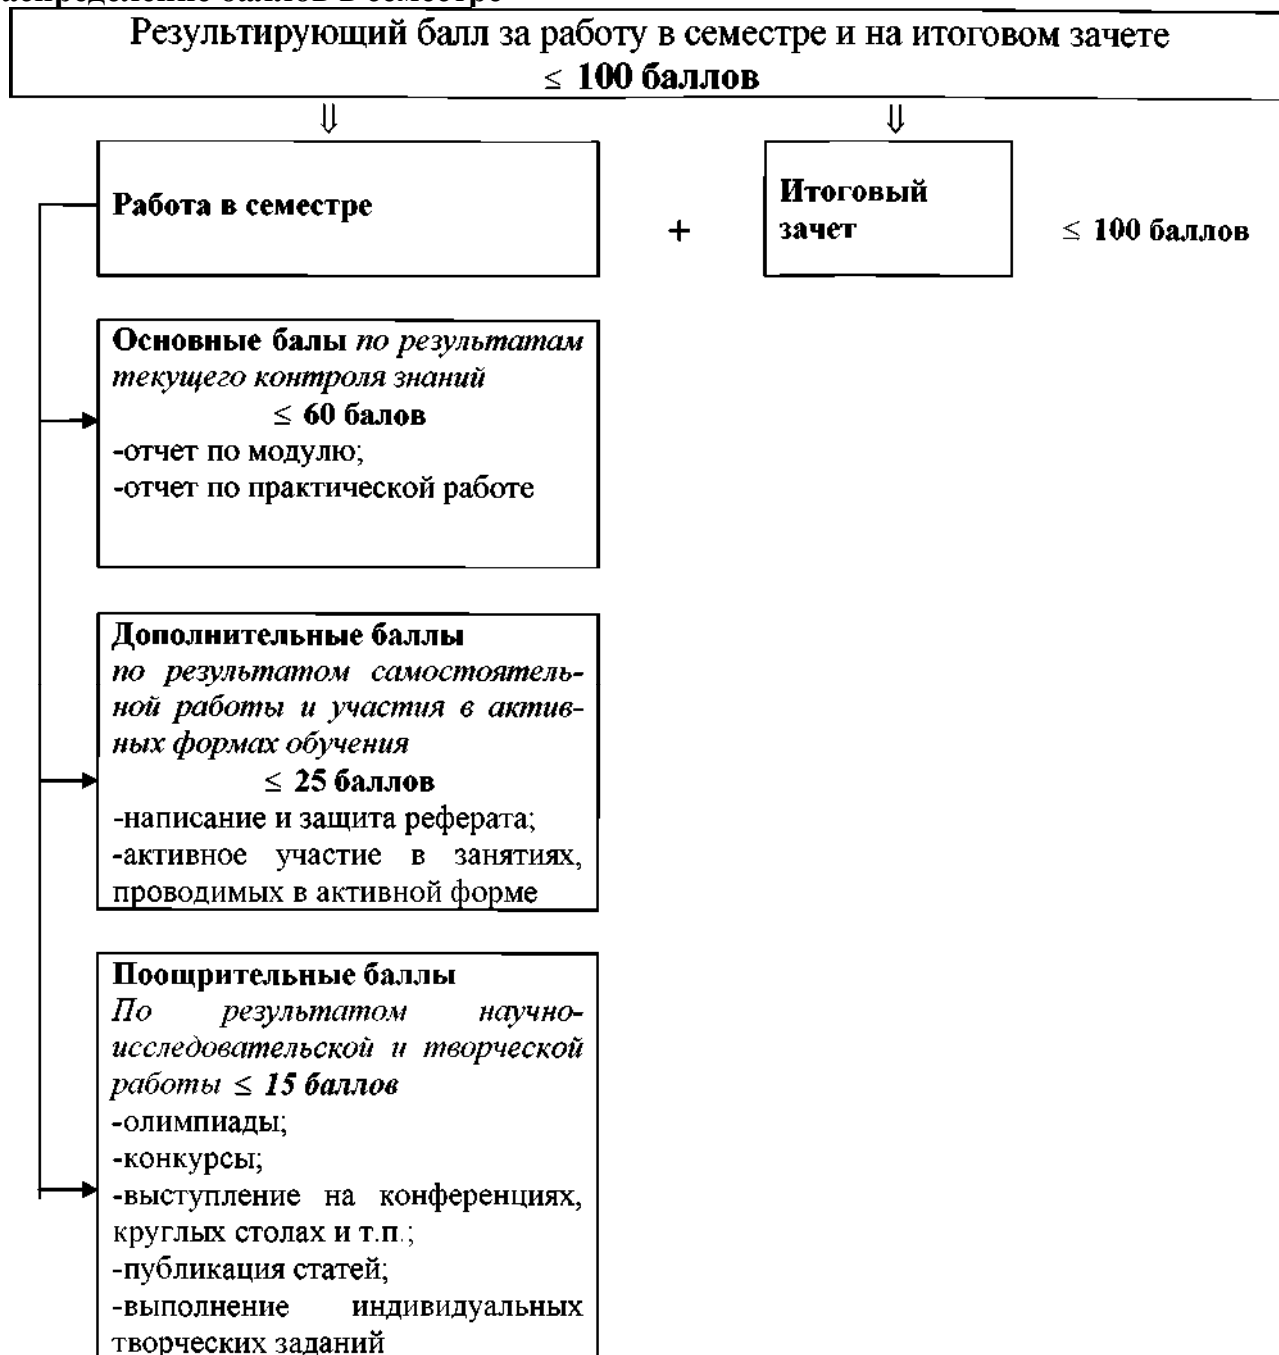 аспределение баллов в семестре
Результирующий балл за работу в семестре и на итоговом зачете
≤ 100 баллов
⇓ ⇓
Работа в семестре
+
Итоговый
зачет
≤ 100 баллов
Основные балы по результатам
текущего контроля знаний
≤ 60 балов
-отчет по модулю;
-отчет по практической работе
Дополнительные баллы
по результатом самостоятель-
ной работы и участия в актив-
ных формах обучения
≤ 25 баллов
-написание и защита реферата;
-активное участие в занятиях,
проводимых в активной форме
Поощрительные баллы
По результатом научно-
исследовательской и творческой
работы ≤ 15 баллов
-олимпиады;
-конкурсы;
-выступление на конференциях,
круглых столах и т.п.;
-публикация статей;
-выполнение индивидуальных
творческих заданий